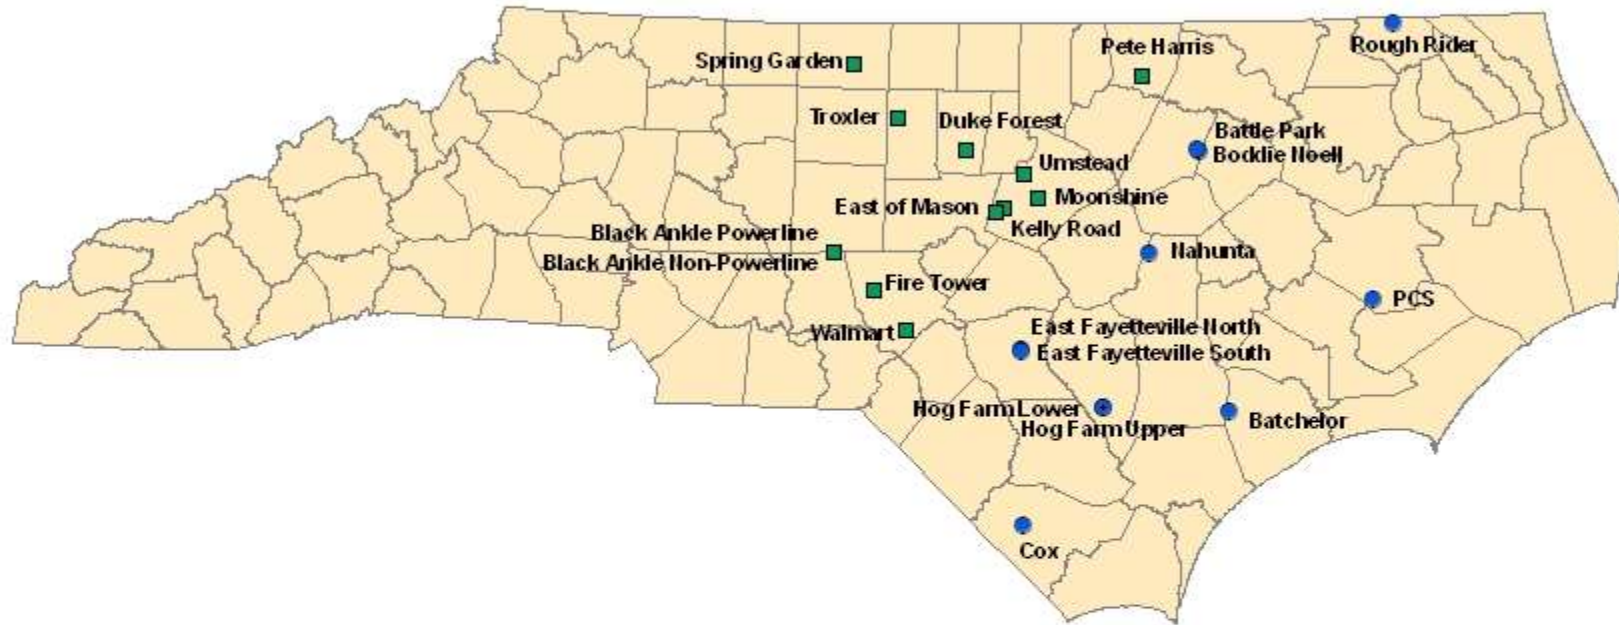 Rough Rider
Pete Harris
Spring Garden
Troxler
Duke Forest
Battle Park
Bocklie Noell
Umstead
Moonshine
East of Mason
Kelly Road
Black Ankle Powerline
Black Ankle Non-Powerline
Nahunta
Fire Tower
PCS
Walmart
East Fayetteville North
East Fayetteville South
Hog Farm Lower
Hog Farm Upper
Batchelor
Cox